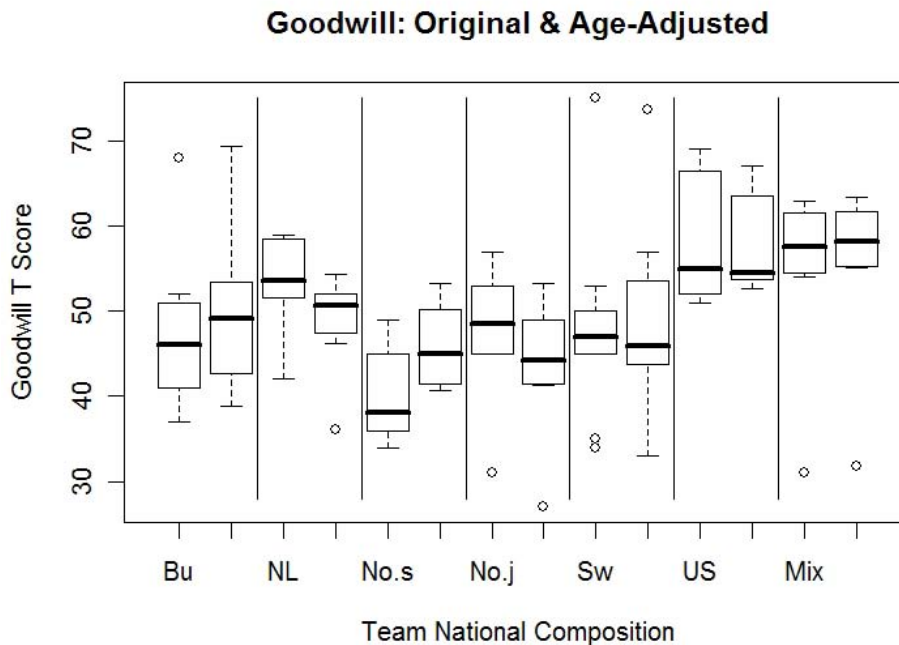 Goodwill: Original & Age-Adjusted
Goodwill T Score
70
60
50
40
30
Bu NL No.s No.j Sw US Mix
Team National Composition